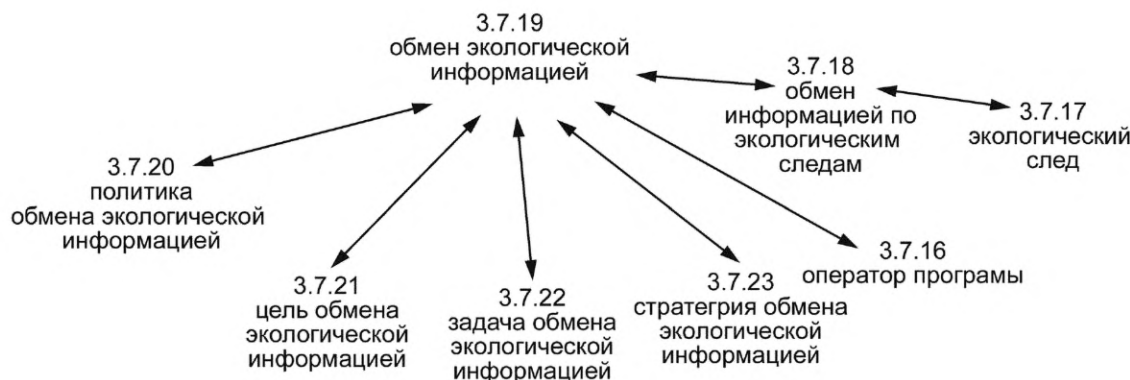 3.7.19
обмен экологической
информацией
3.7.18
обмен
информацией по
экологическим
следам
3.7.17
экологический
след
3.7.20
политика
обмена экологической
информацией
3.7.21
цель обмена
экологической
информацией
3.7.22
задача обмена
экологической
информацией
3.7.23
стратегрия обмена
экологической
информацией
3.7.16
оператор програмы